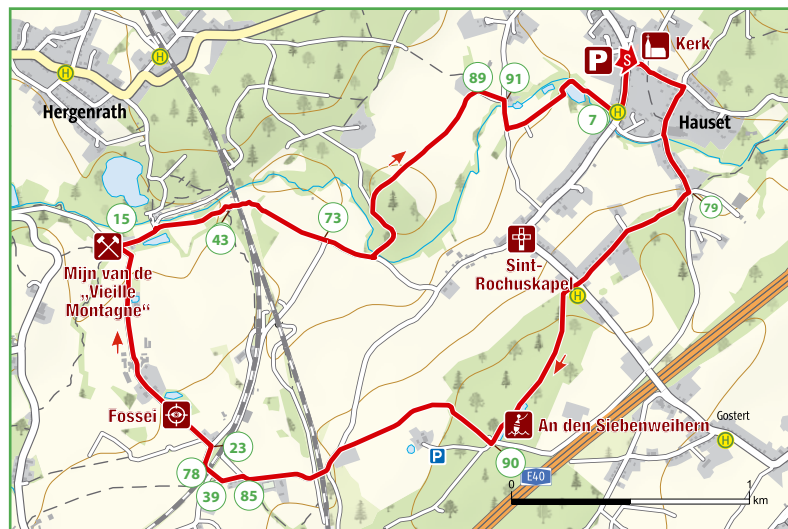 H
H
Hergenrath
89
91
P
S
Kerk
7
H
Hauset
15
43
73
79
Mijn van de
„Vieille
Montagne“
Sint-
Rochuskapel
H
Fossei
An den Siebenweihern
Gostert
H
23
78
39
85
P
90
E40
0
1
km